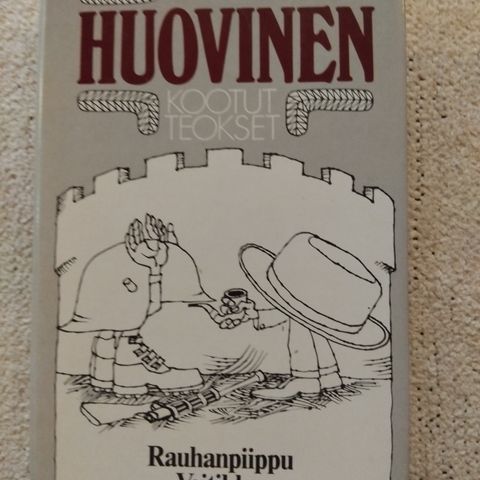 HUOVINEN
KOOTUT
TEOKSET
Rauhanpiippu